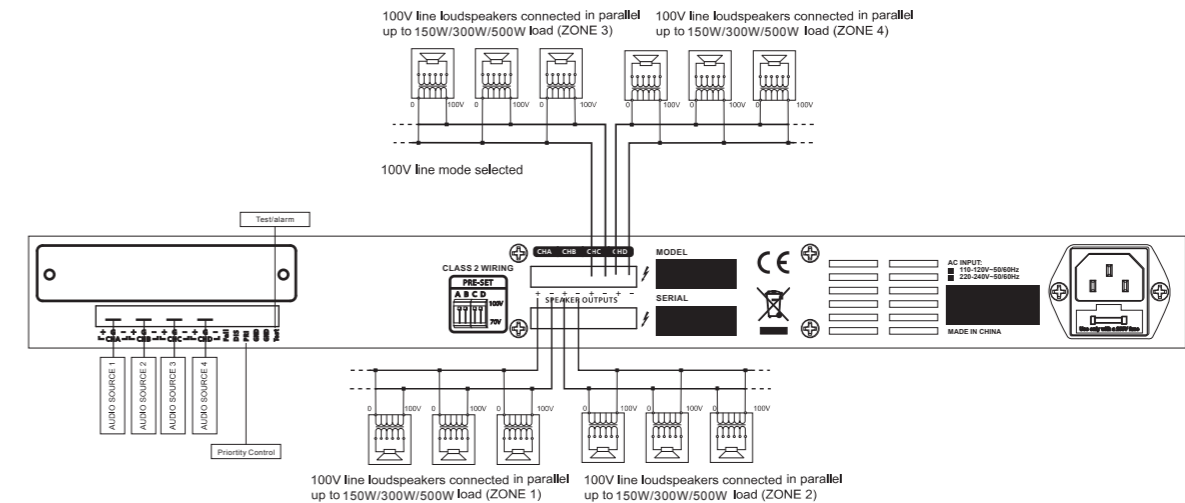 100V line loudspeakers connected in parallel
up to 150W/300W/500W load (ZONE 3)
100V line loudspeakers connected in parallel
up to 150W/300W/500W load (ZONE 4)
0 100V 0 100V 0 100V
0 100V 0 100V 0 100V
100V line mode selected
Test/alarm
CHA CHB CHC CHD
MODEL
CLASS 2 WIRING
PRE-SET
A B C D
100V
70V
+ - + - + - + -
SPEAKER OUTPUTS
SERIAL
CE
AC INPUT:
110-120V~50/60Hz
220-240V~50/60Hz
MADE IN CHINA
+ G - + G - + G - + G -
CHA CHB CHC CHD
DIS
PRI
GND
GND
Test
AUDIO SOURCE 1
AUDIO SOURCE 2
AUDIO SOURCE 3
AUDIO SOURCE 4
Priortity Control
0 100V 0 100V 0 100V
0 100V 0 100V 0 100V
100V line loudspeakers connected in parallel
up to 150W/300W/500W load (ZONE 1)
100V line loudspeakers connected in parallel
up to 150W/300W/500W load (ZONE 2)